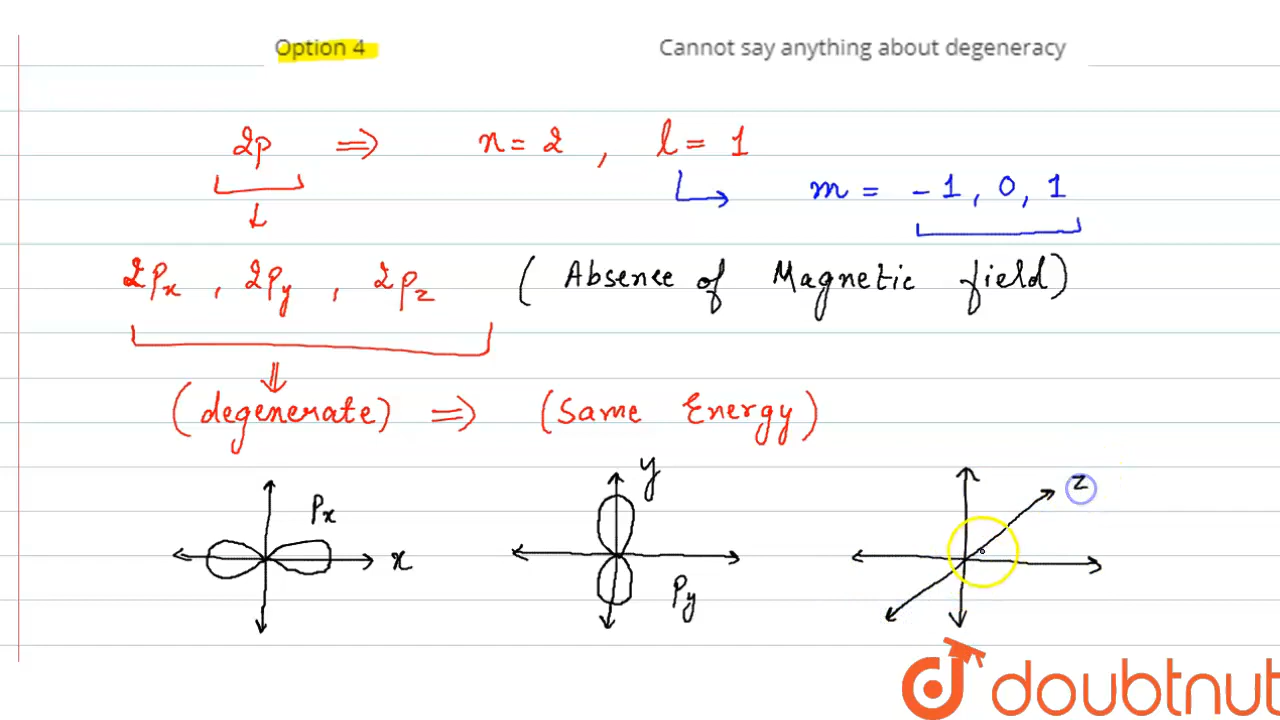 Option 4 Cannot say anything about degeneracy
2p ⇒ n = 2 , l = 1
m = -1, 0, 1
2Px , 2Py , 2Pz (Absence of Magnetic field)
(degenerate) ⇒ (Same Energy)
Px x
y Py
z
doubtnut